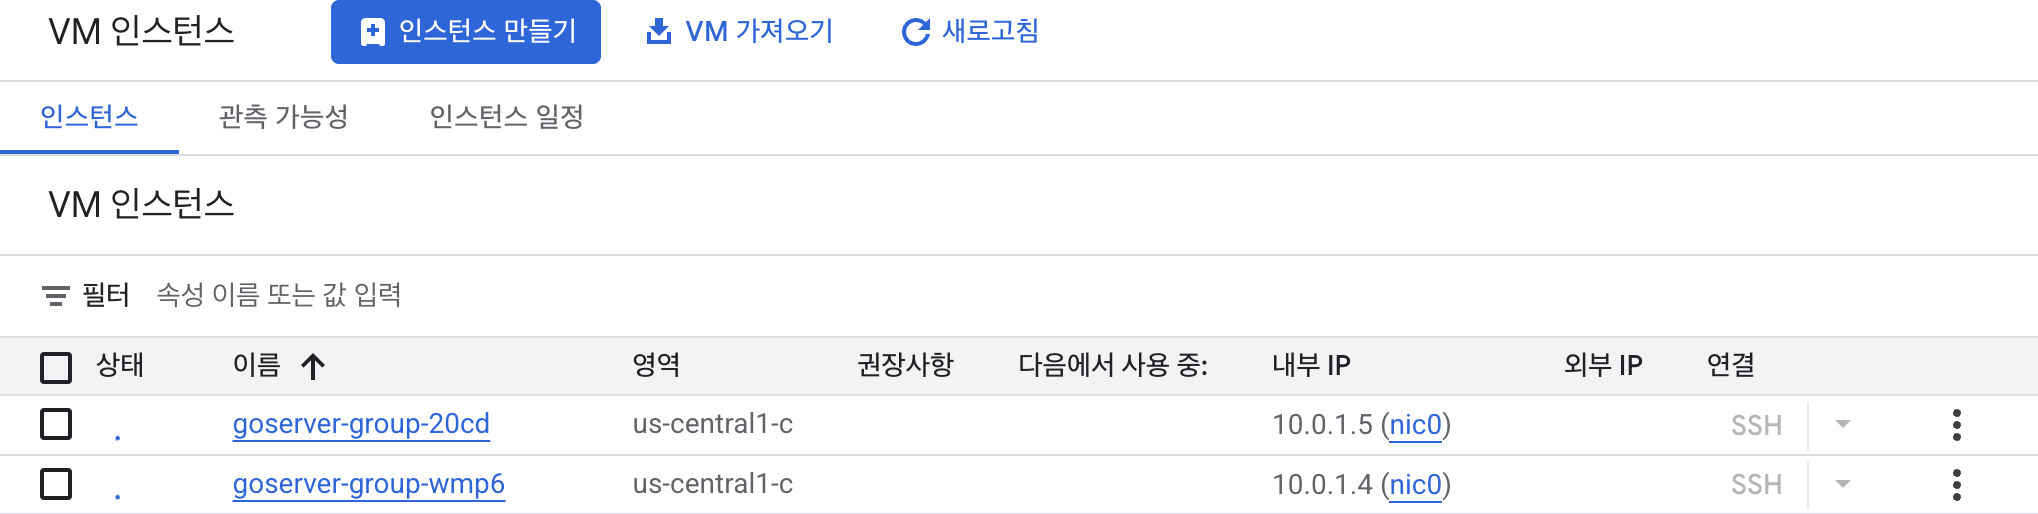 VM 인스턴스 인스턴스 만들기 VM 가져오기 새로고침
인스턴스 관측 가능성 인스턴스 일정
VM 인스턴스
필터 속성 이름 또는 값 입력
상태 이름 영역 권장사항 다음에서 사용 중: 내부 IP 외부 IP 연결
goserver-group-20cd us-central1-c 10.0.1.5 (nic0) SSH
goserver-group-wmp6 us-central1-c 10.0.1.4 (nic0) SSH